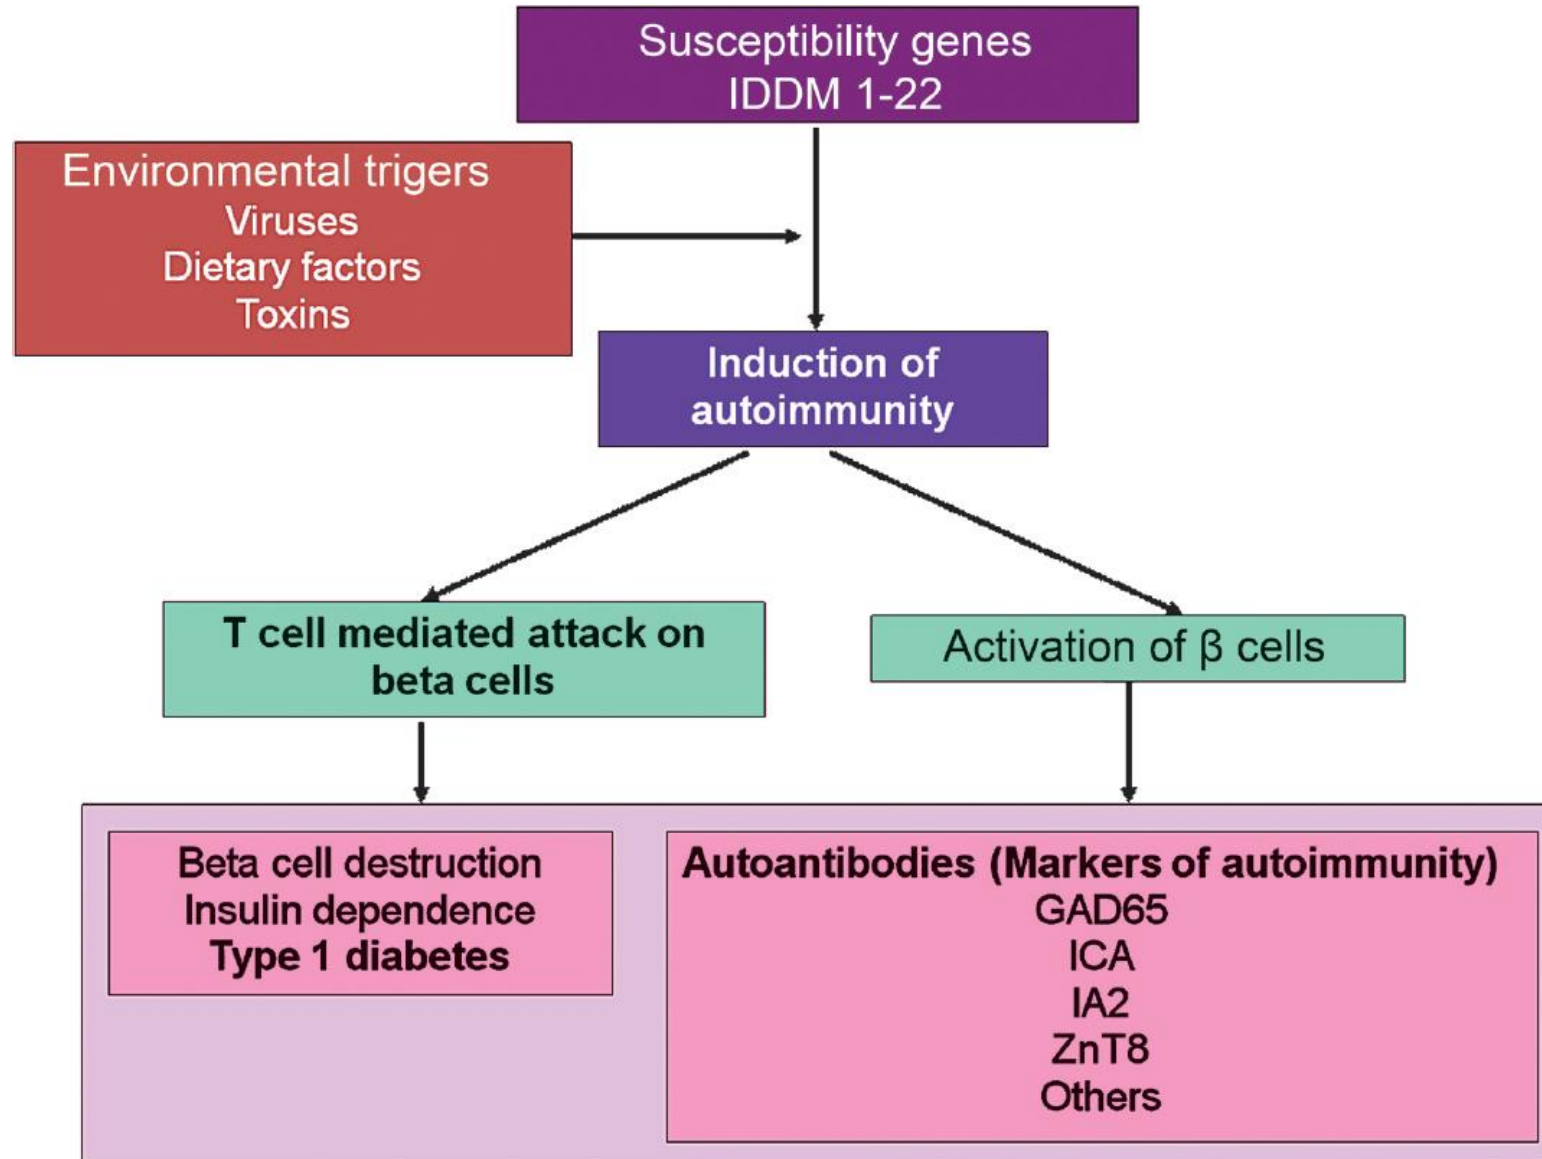 Susceptibility genes
IDDM 1-22
Environmental trigers
Viruses
Dietary factors
Toxins
Induction of
autoimmunity
T cell mediated attack on
beta cells
Activation of β cells
Beta cell destruction
Insulin dependence
Type 1 diabetes
Autoantibodies (Markers of autoimmunity)
GAD65
ICA
IA2
ZnT8
Others